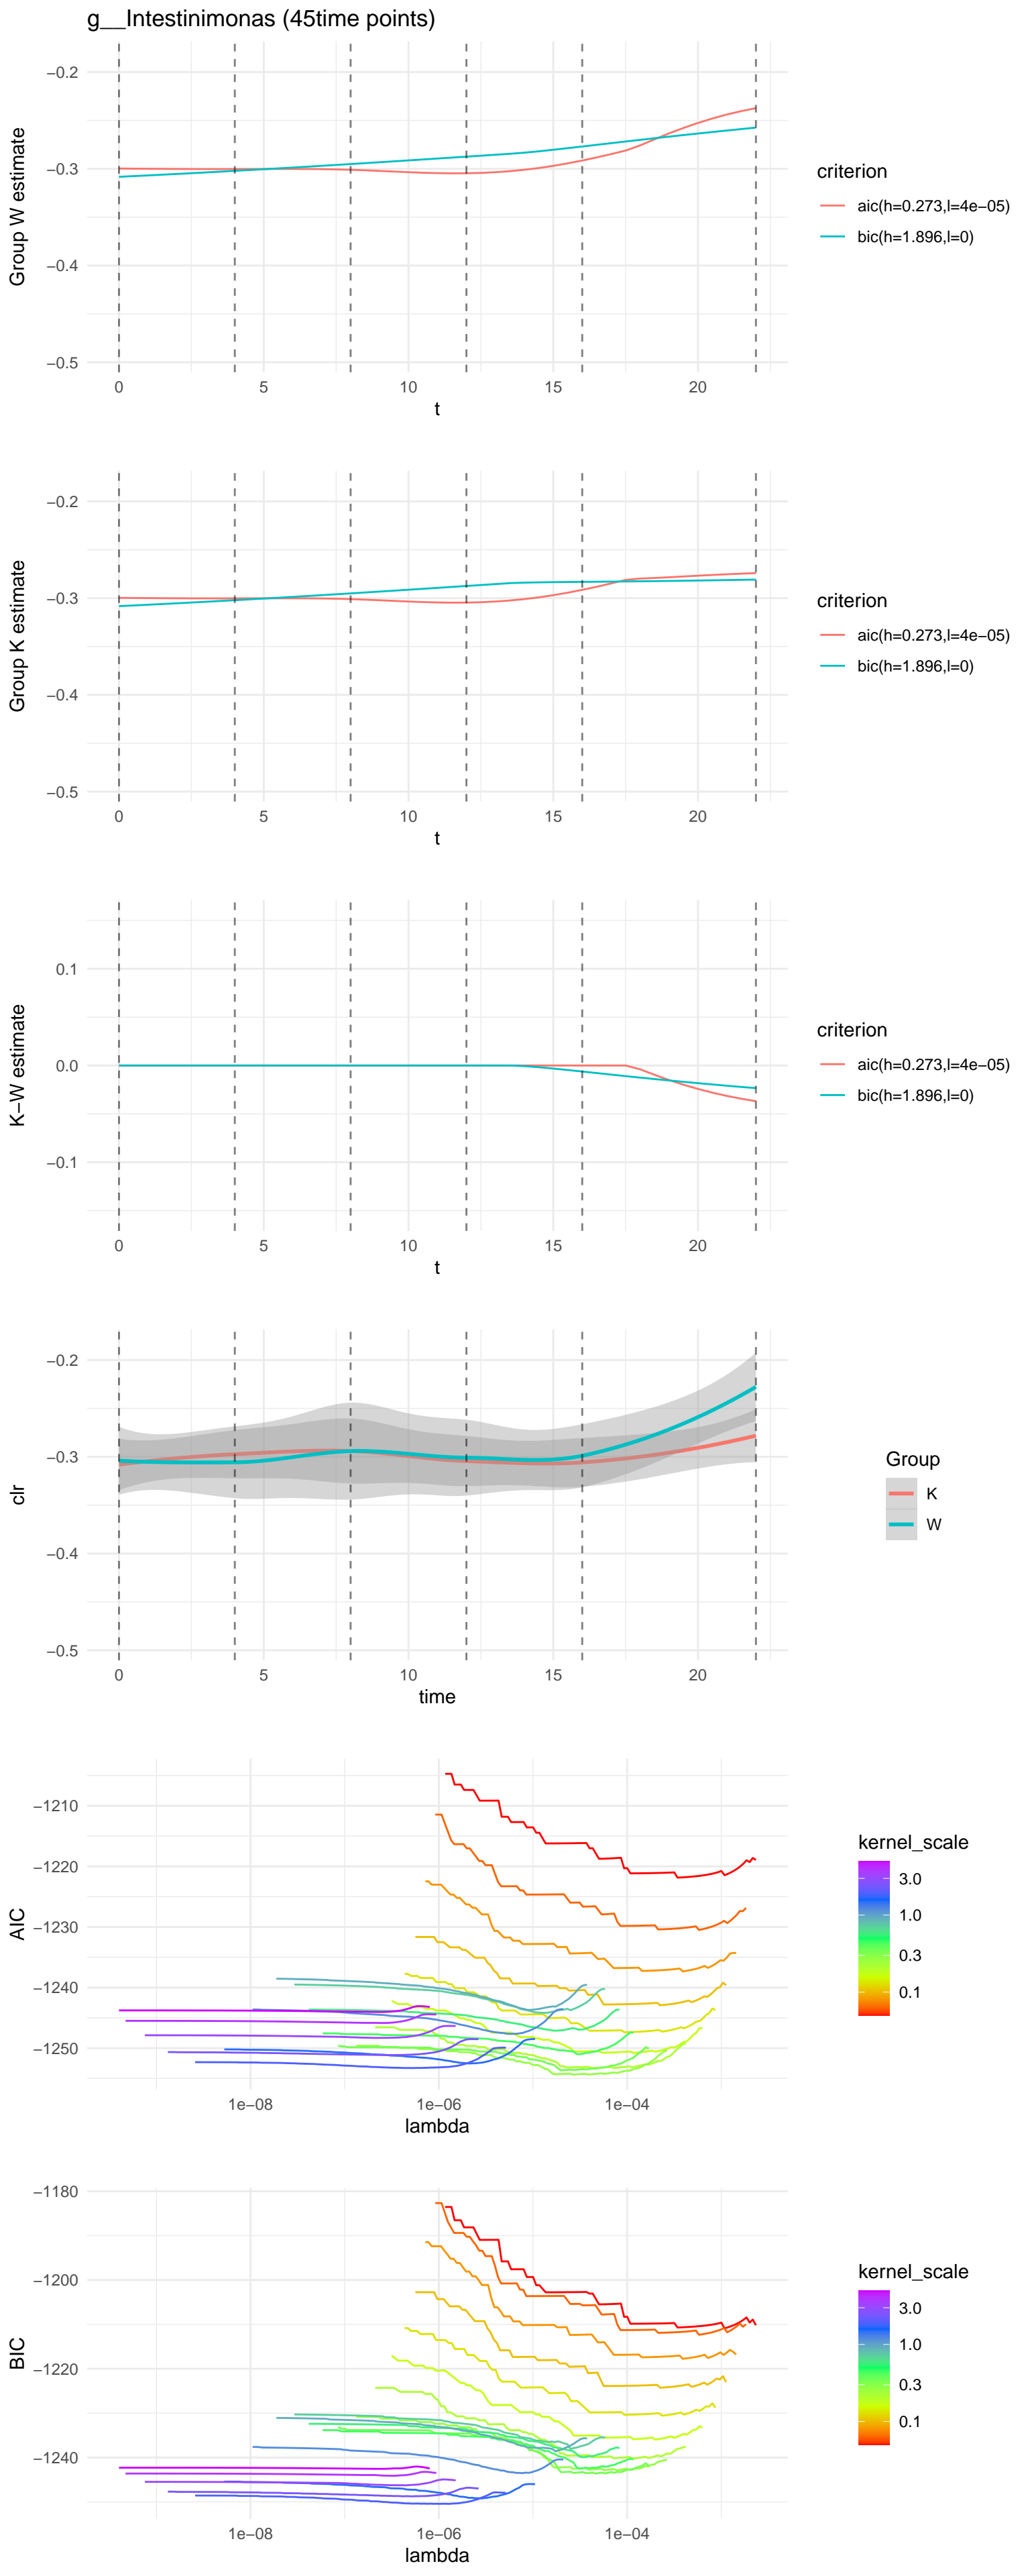 g__Intestinimonas (45time points)
−0.2
−0.3
−0.4
−0.5
Group W estimate
0 5 10 15 20
t
criterion
aic(h=0.273,l=4e−05)
bic(h=1.896,l=0)
−0.2
−0.3
−0.4
−0.5
Group K estimate
0 5 10 15 20
t
criterion
aic(h=0.273,l=4e−05)
bic(h=1.896,l=0)
0.1
0.0
−0.1
K−W estimate
0 5 10 15 20
t
criterion
aic(h=0.273,l=4e−05)
bic(h=1.896,l=0)
−0.2
−0.3
−0.4
−0.5
clr
0 5 10 15 20
time
Group
K
W
−1210
−1220
−1230
−1240
−1250
AIC
1e−08 1e−06 1e−04
lambda
kernel_scale
3.0
1.0
0.3
0.1
−1180
−1200
−1220
−1240
BIC
1e−08 1e−06 1e−04
lambda
kernel_scale
3.0
1.0
0.3
0.1